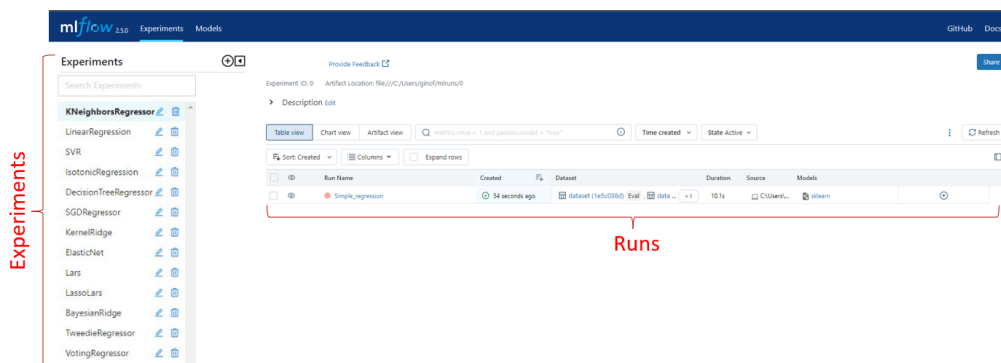 mlflow 2.5.0 Experiments Models GitHub Docs
Experiments
Provide Feedback
Share
Search Experiments
Experiment ID: 0 Artifact Location: file:///C:/Users/ginof/mlruns/0
Description Edit
KNeighborsRegressor
LinearRegression
SVR
IsotonicRegression
DecisionTreeRegressor
SGDRegressor
KernelRidge
ElasticNet
Lars
LassoLars
BayesianRidge
TweedieRegressor
VotingRegressor
Table view Chart view Artifact view metrics.rmse < 1 and params.model = "tree" Time created State Active Refresh
Sort: Created Columns Expand rows
Run Name Created Dataset Duration Source Models
Simple_regression 54 seconds ago dataset (1e5c038d) Eval , data ... +1 10.1s C:\Users\... sklearn
Experiments
Runs